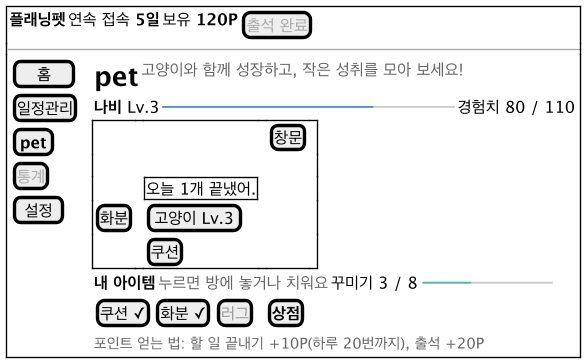 플래닝펫 연속 접속 5일 보유 120P 출석 완료
홈
일정관리
pet
통계
설정
pet 고양이와 함께 성장하고, 작은 성취를 모아 보세요!
나비 Lv.3 경험치 80 / 110
창문
오늘 1개 끝냈어.
화분 고양이 Lv.3
쿠션
내 아이템 누르면 방에 놓거나 치워요 꾸미기 3 / 8
쿠션 ✓ 화분 ✓ 러그 상점
포인트 얻는 법: 할 일 끝내기 +10P(하루 20번까지), 출석 +20P